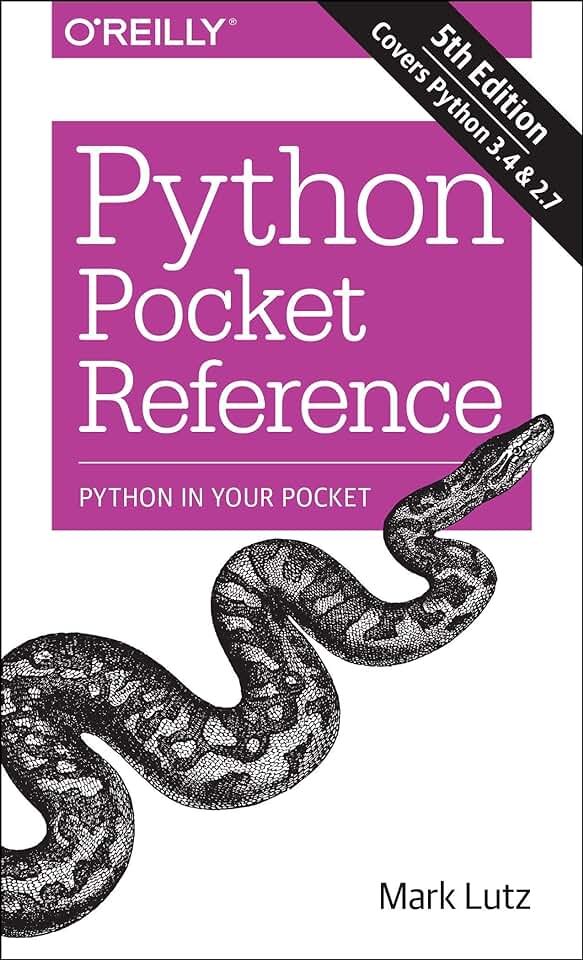 O'REILLY®
5th Edition
Covers Python 3.4 & 2.7
Python
Pocket
Reference
PYTHON IN YOUR POCKET
Mark Lutz